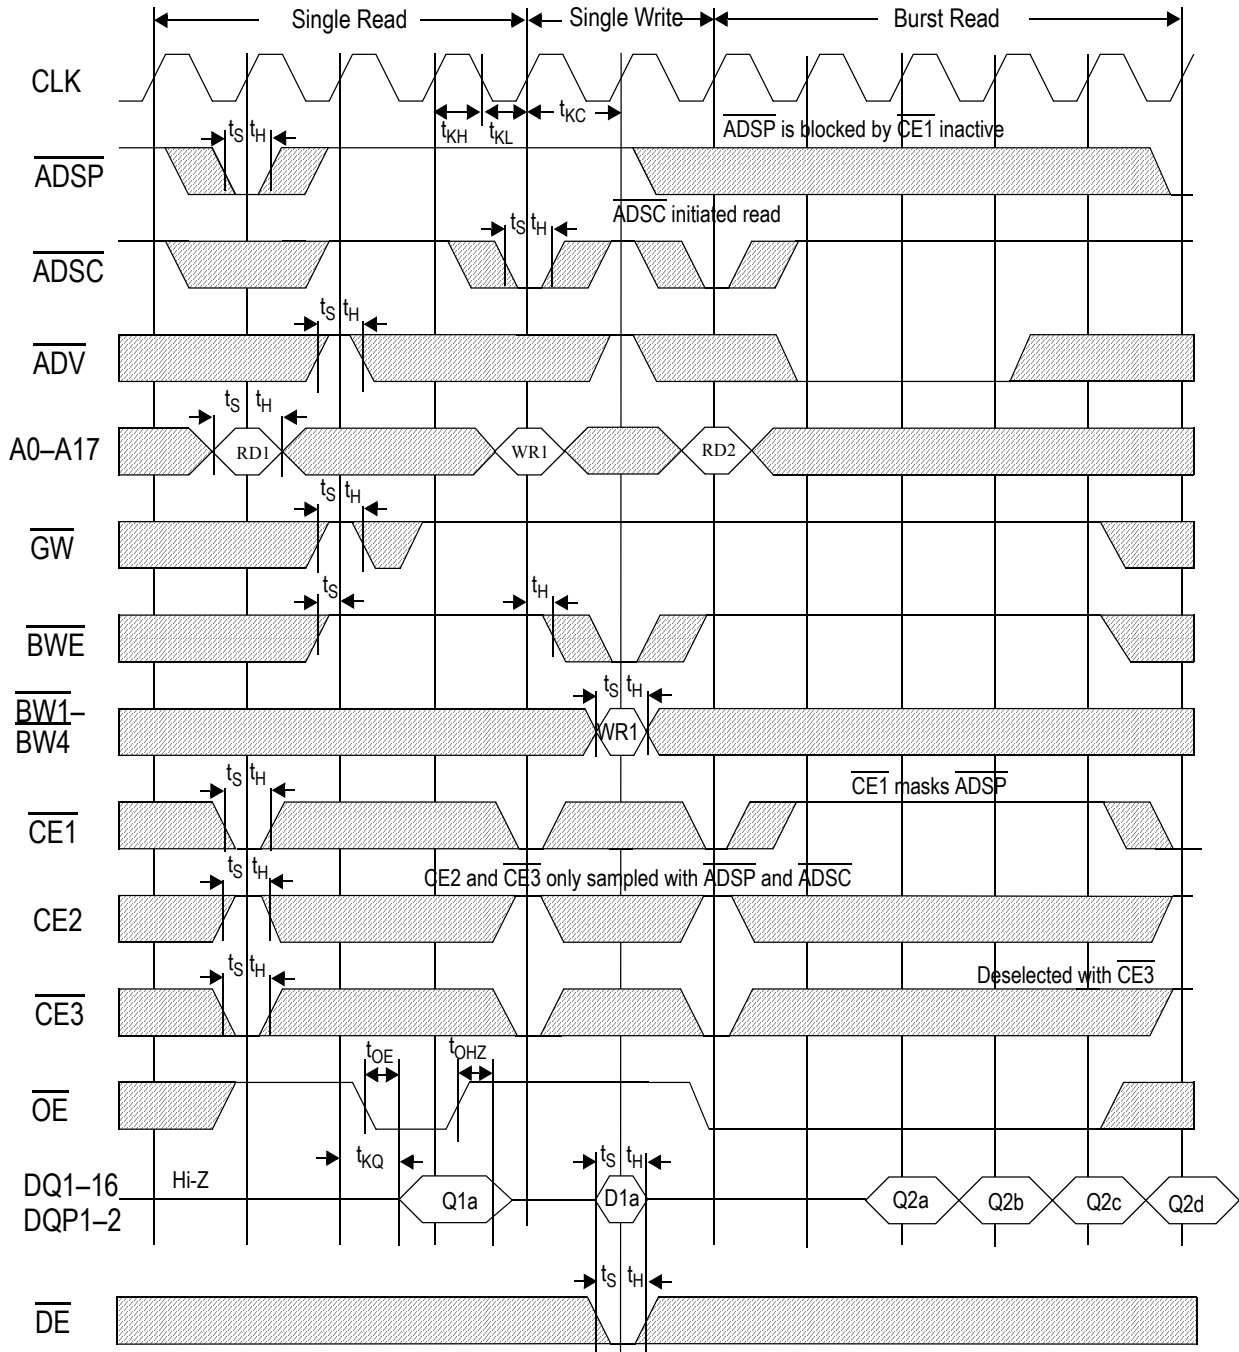 Single Read Single Write Burst Read
CLK
tKH tKL tKC
ADSP is blocked by CE1 inactive
tS tH
ADSP
ADSC initiated read
tS tH
ADSC
tS tH
ADV
tS tH
A0–A17 RD1 WR1 RD2
tS tH
GW
tS tH
BWE
tS tH
BW1–
BW4 WR1
tS tH
CE1 masks ADSP
CE1
tS tH
CE2 and CE3 only sampled with ADSP and ADSC
CE2
tS tH
Deselected with CE3
CE3
tOE tOHZ
OE
tKQ tS tH
DQ1–16 Hi-Z
Q1a D1a Q2a Q2b Q2c Q2d
DQP1–2
tS tH
DE